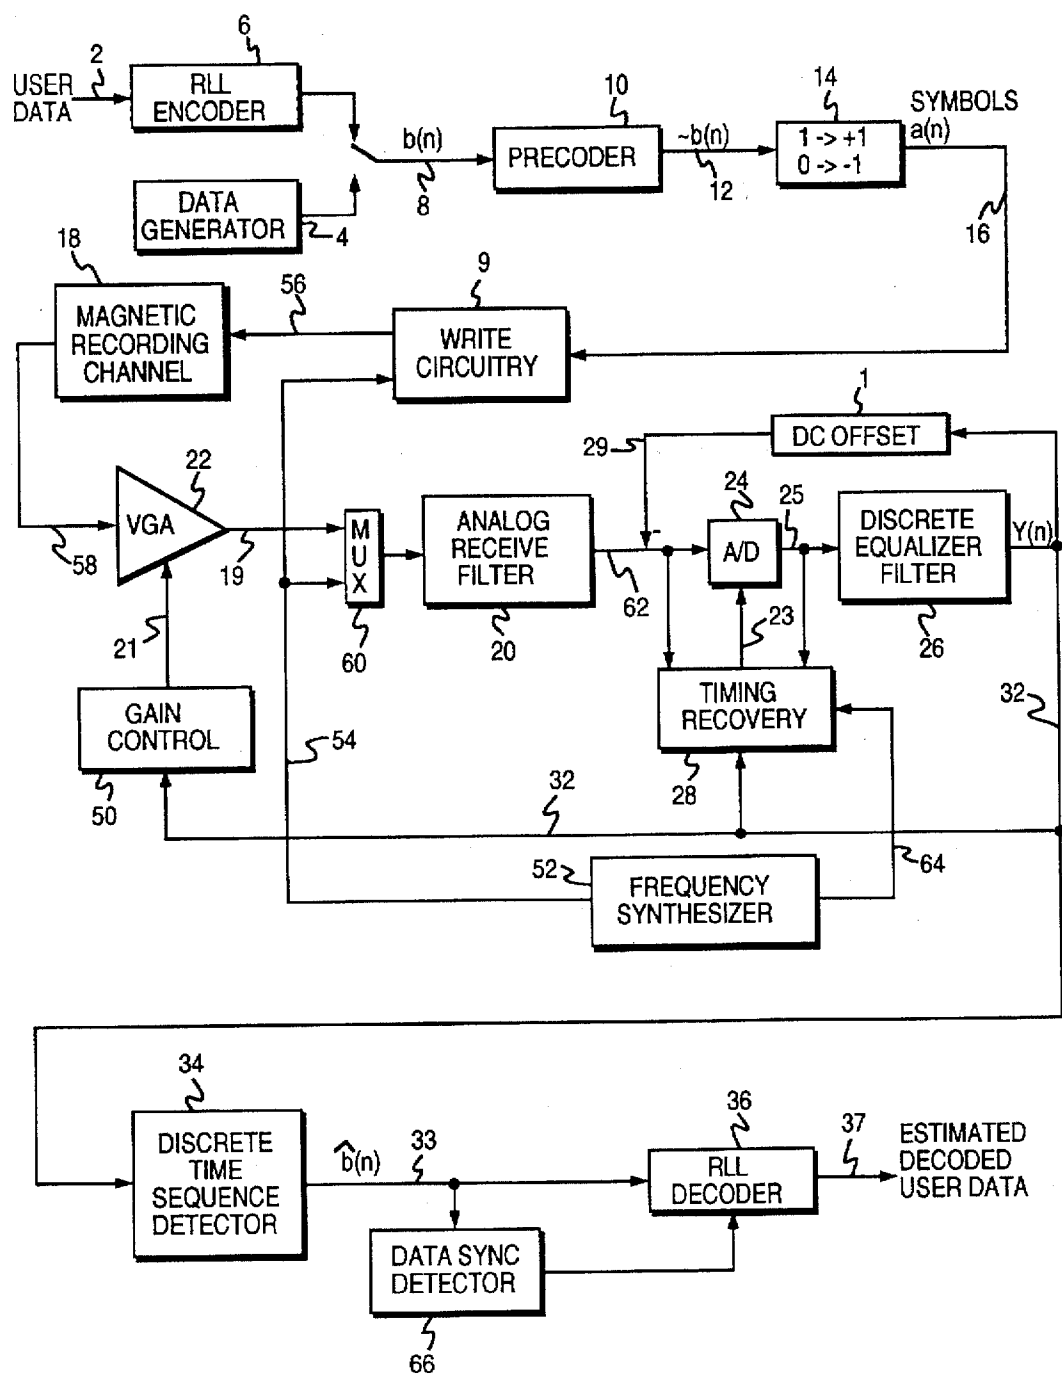 6
2
USER
DATA
RLL
ENCODER
10
14
SYMBOLS
a(n)
b(n)
PRECODER
~b(n)
1 -> +1
0 -> -1
8
12
16
DATA
GENERATOR
4
18
56
9
MAGNETIC
RECORDING
CHANNEL
WRITE
CIRCUITRY
1
29
DC OFFSET
22
24
25
VGA
58
19
M
U
X
60
ANALOG
RECEIVE
FILTER
20
-
62
A/D
23
DISCRETE
EQUALIZER
FILTER
26
Y(n)
21
GAIN
CONTROL
50
54
TIMING
RECOVERY
28
32
32
64
52
FREQUENCY
SYNTHESIZER
34
DISCRETE
TIME
SEQUENCE
DETECTOR
b̂(n)
33
36
RLL
DECODER
37
ESTIMATED
DECODED
USER DATA
DATA SYNC
DETECTOR
66